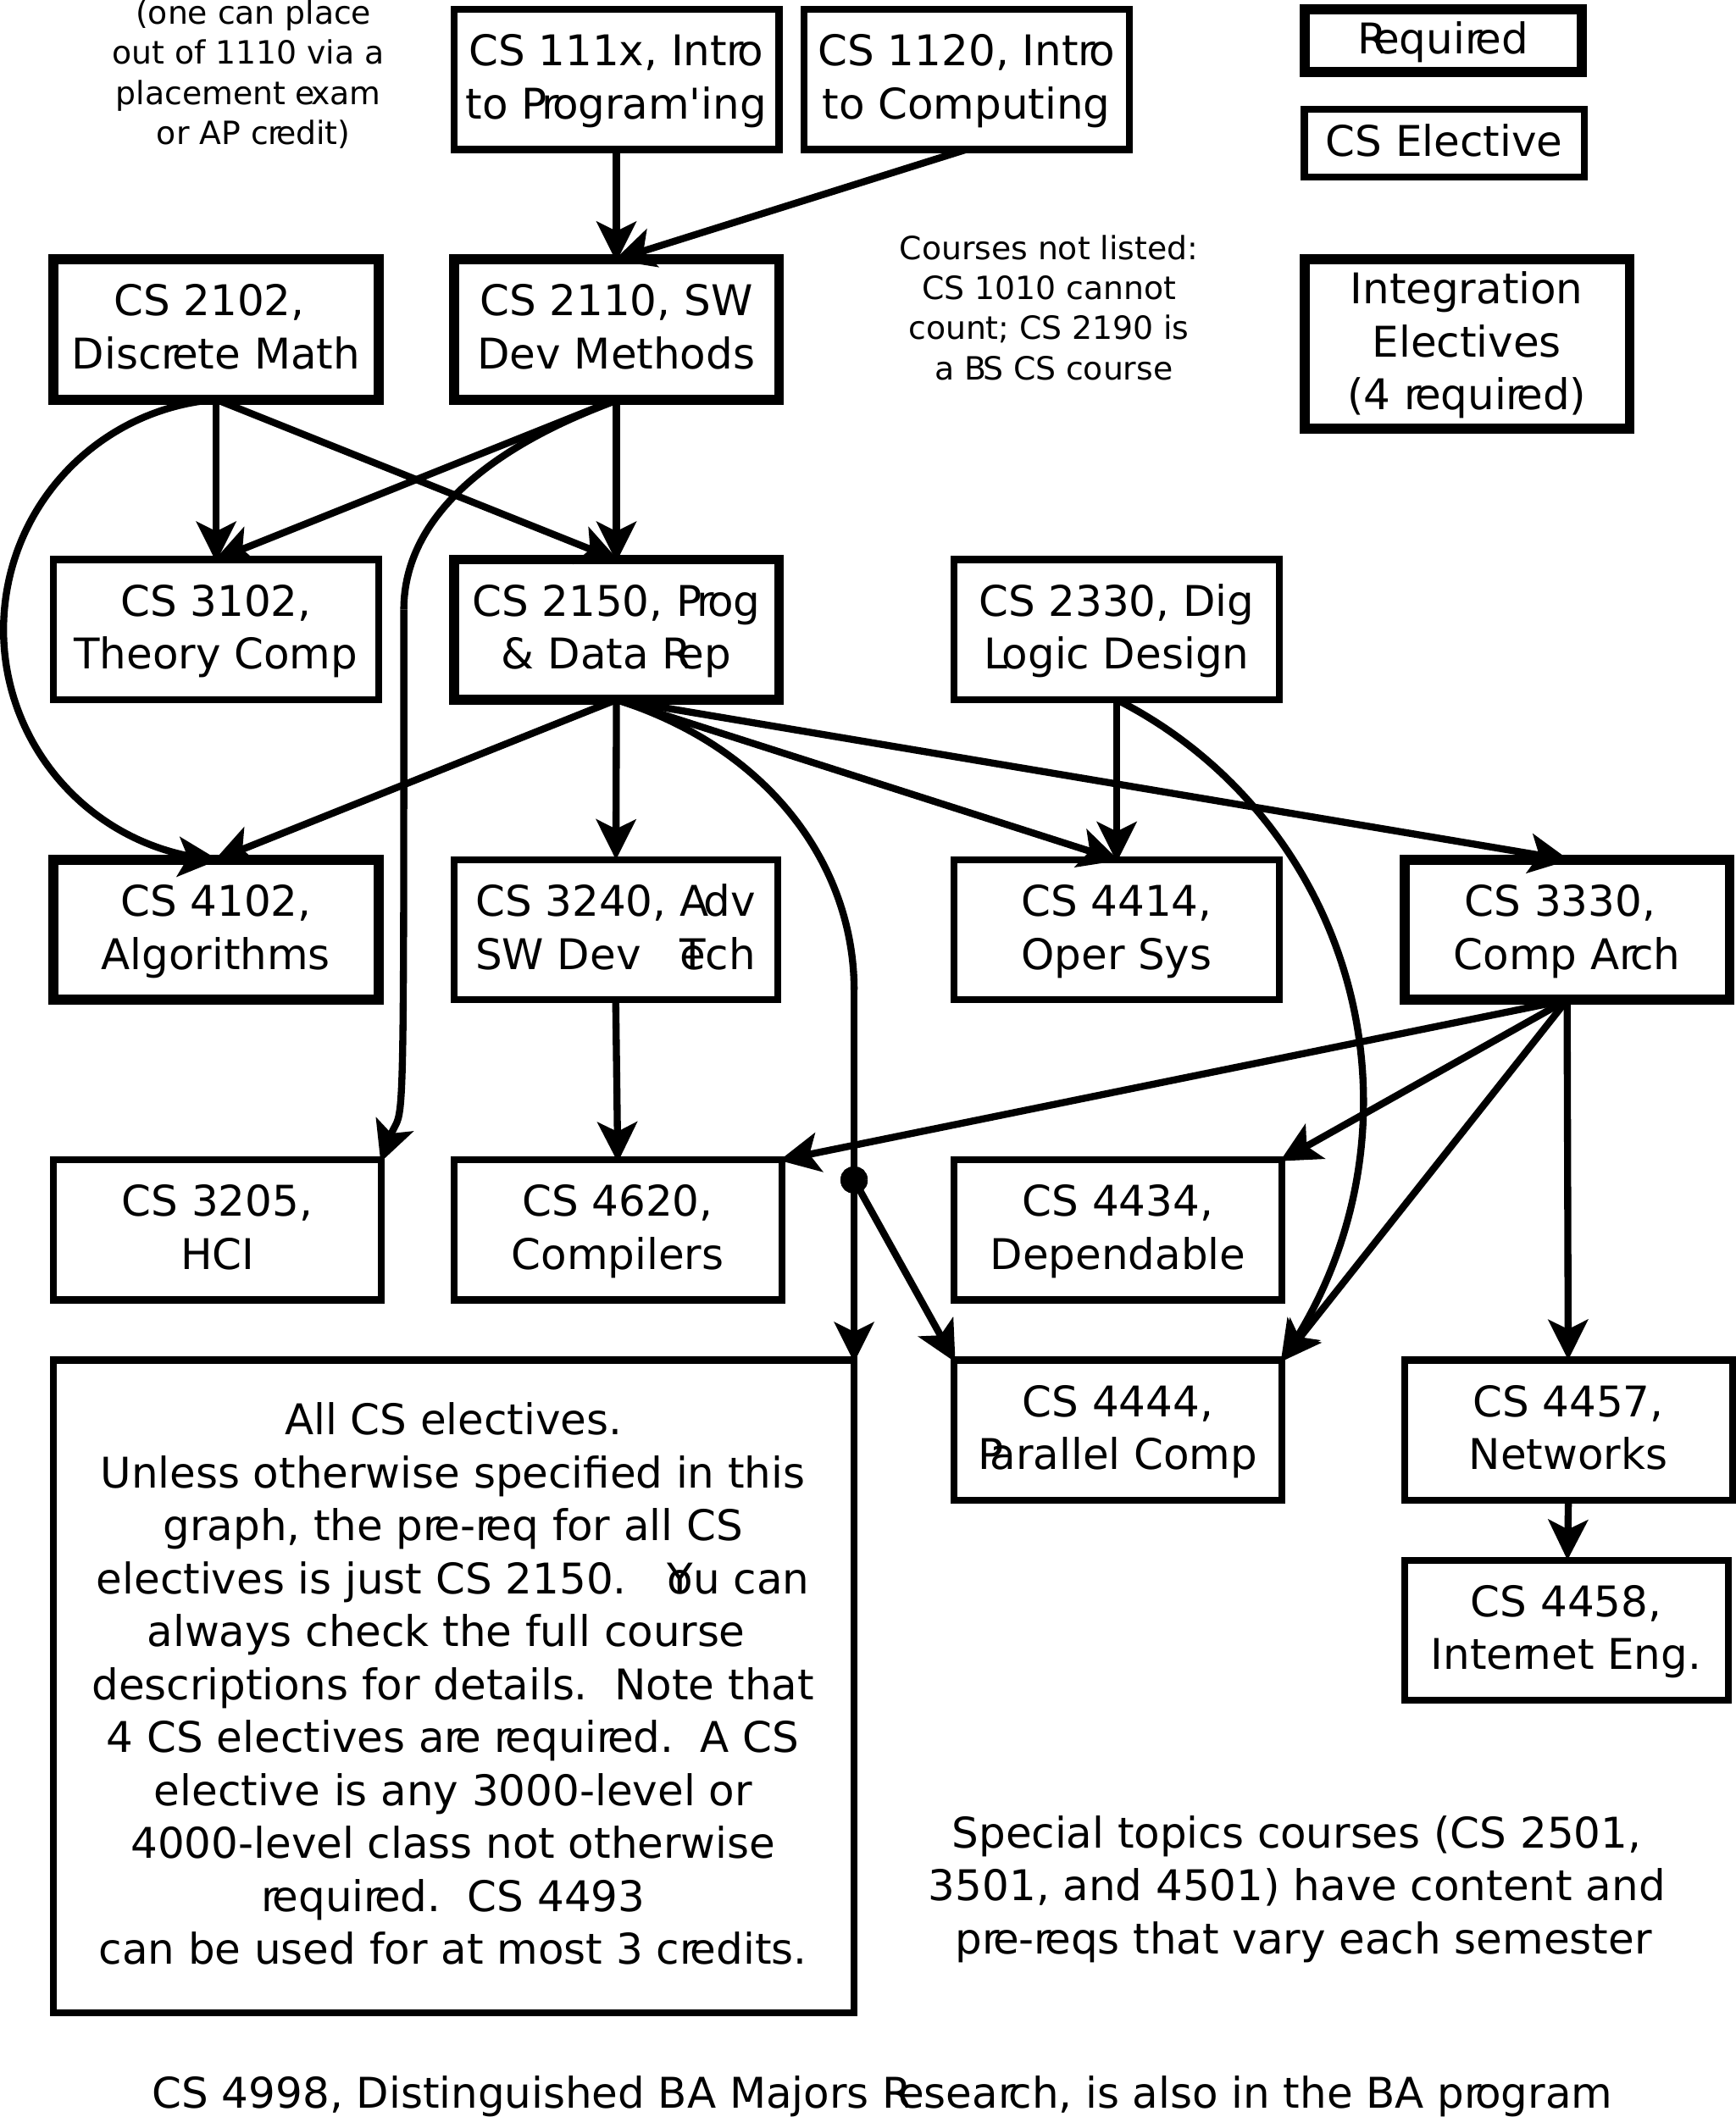 (one can place
out of 1110 via a
placement exam
or AP credit)
CS 111x, Intro
to Program'ing
CS 1120, Intro
to Computing
Required
CS Elective
Courses not listed:
CS 1010 cannot
count; CS 2190 is
a BS CS course
Integration
Electives
(4 required)
CS 2102,
Discrete Math
CS 2110, SW
Dev Methods
CS 3102,
Theory Comp
CS 2150, Prog
& Data Rep
CS 2330, Dig
Logic Design
CS 4102,
Algorithms
CS 3240, Adv
SW Dev Tech
CS 4414,
Oper Sys
CS 3330,
Comp Arch
CS 3205,
HCI
CS 4620,
Compilers
CS 4434,
Dependable
CS 4444,
Parallel Comp
CS 4457,
Networks
CS 4458,
Internet Eng.
All CS electives.
Unless otherwise specified in this
graph, the pre-req for all CS
electives is just CS 2150. You can
always check the full course
descriptions for details. Note that
4 CS electives are required. A CS
elective is any 3000-level or
4000-level class not otherwise
required. CS 4493
can be used for at most 3 credits.
Special topics courses (CS 2501,
3501, and 4501) have content and
pre-reqs that vary each semester
CS 4998, Distinguished BA Majors Research, is also in the BA program